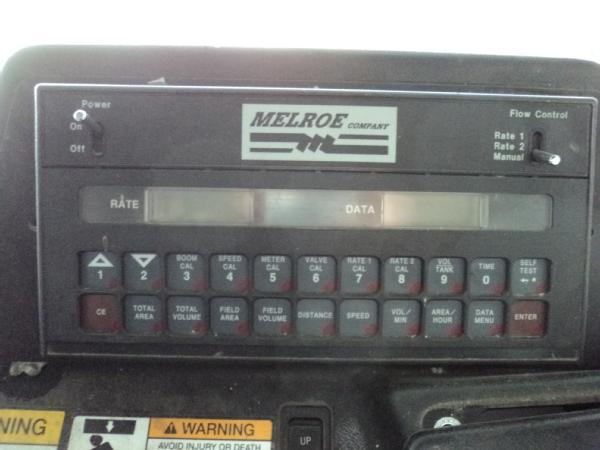 Power
On
Off
MELROE
COMPANY
Flow Control
Rate 1
Rate 2
Manual
RATE
DATA
1
2
BOOM CAL 3
SPEED CAL 4
METER CAL 5
VALVE CAL 6
RATE 1 CAL 7
RATE 2 CAL 8
VOL TANK 9
TIME 0
SELF TEST ← *
CE
TOTAL AREA
TOTAL VOLUME
FIELD AREA
FIELD VOLUME
DISTANCE
SPEED
VOL/ MIN
AREA/ HOUR
DATA MENU
ENTER
NING
WARNING
AVOID INJURY OR DEATH
UP